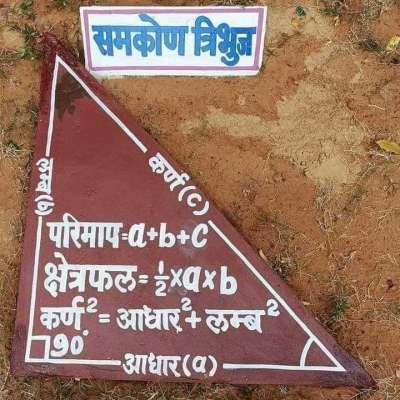 समकोण त्रिभुज
कर्ण (c)
लम्ब (b)
परिमाप=a+b+c
क्षेत्रफल=½×a×b
कर्ण²=आधार²+लम्ब²
90°
आधार(a)